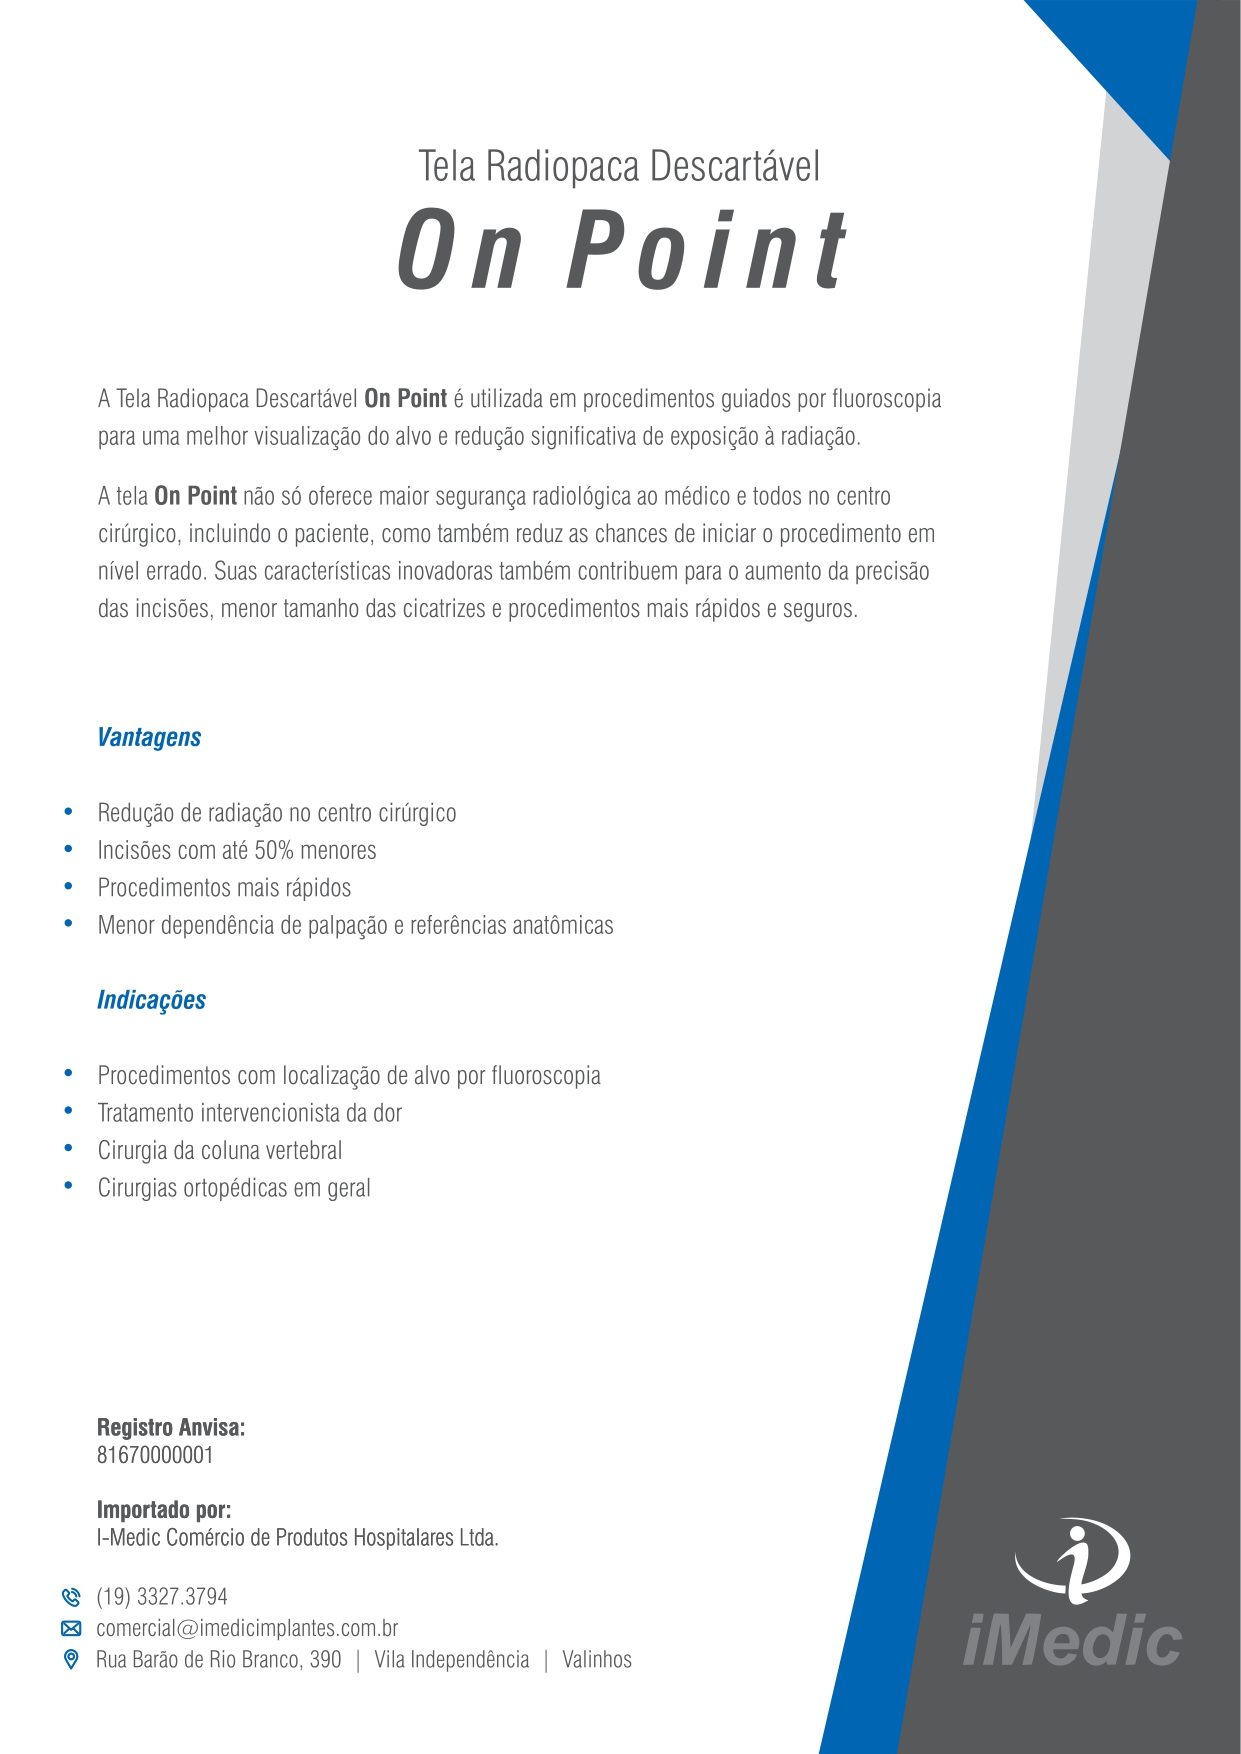 Tela Radiopaca Descartável
On Point
A Tela Radiopaca Descartável On Point é utilizada em procedimentos guiados por fluoroscopia
para uma melhor visualização do alvo e redução significativa de exposição à radiação.
A tela On Point não só oferece maior segurança radiológica ao médico e todos no centro
cirúrgico, incluindo o paciente, como também reduz as chances de iniciar o procedimento em
nível errado. Suas características inovadoras também contribuem para o aumento da precisão
das incisões, menor tamanho das cicatrizes e procedimentos mais rápidos e seguros.
Vantagens
• Redução de radiação no centro cirúrgico
• Incisões com até 50% menores
• Procedimentos mais rápidos
• Menor dependência de palpação e referências anatômicas
Indicações
• Procedimentos com localização de alvo por fluoroscopia
• Tratamento intervencionista da dor
• Cirurgia da coluna vertebral
• Cirurgias ortopédicas em geral
Registro Anvisa:
81670000001
Importado por:
I-Medic Comércio de Produtos Hospitalares Ltda.
(19) 3327.3794
comercial@imedicimplantes.com.br
Rua Barão de Rio Branco, 390 | Vila Independência | Valinhos
iMedic